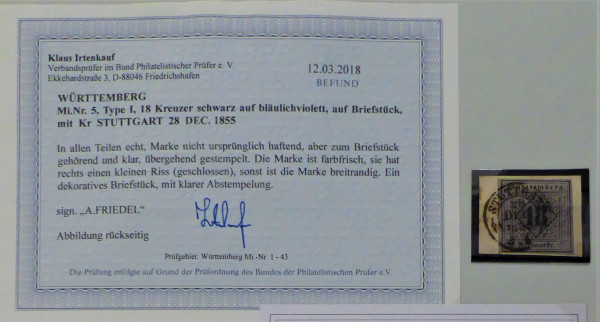 Klaus Irtenkauf
Verbandsprüfer im Bund Philatelistischer Prüfer e. V.
Ekkehardstraße 3, D-88046 Friedrichshafen
12.03.2018
BEFUND
WÜRTTEMBERG
Mi.Nr. 5, Type I, 18 Kreuzer schwarz auf bläulichviolett, auf Briefstück,
mit Kr STUTTGART 28 DEC. 1855
In allen Teilen echt, Marke nicht ursprünglich haftend, aber zum Briefstück
gehörend und klar, übergehend gestempelt. Die Marke ist farbfrisch, sie hat
rechts einen kleinen Riss (geschlossen), sonst ist die Marke breitrandig. Ein
dekoratives Briefstück, mit klarer Abstempelung.
sign. „A.FRIEDEL"
Abbildung rückseitig
Prüfgebiet: Württemberg Mi.-Nr. 1 - 43
Die Prüfung erfolgte auf Grund der Prüfordnung des Bundes der Philatelistischen Prüfer e.V.
18